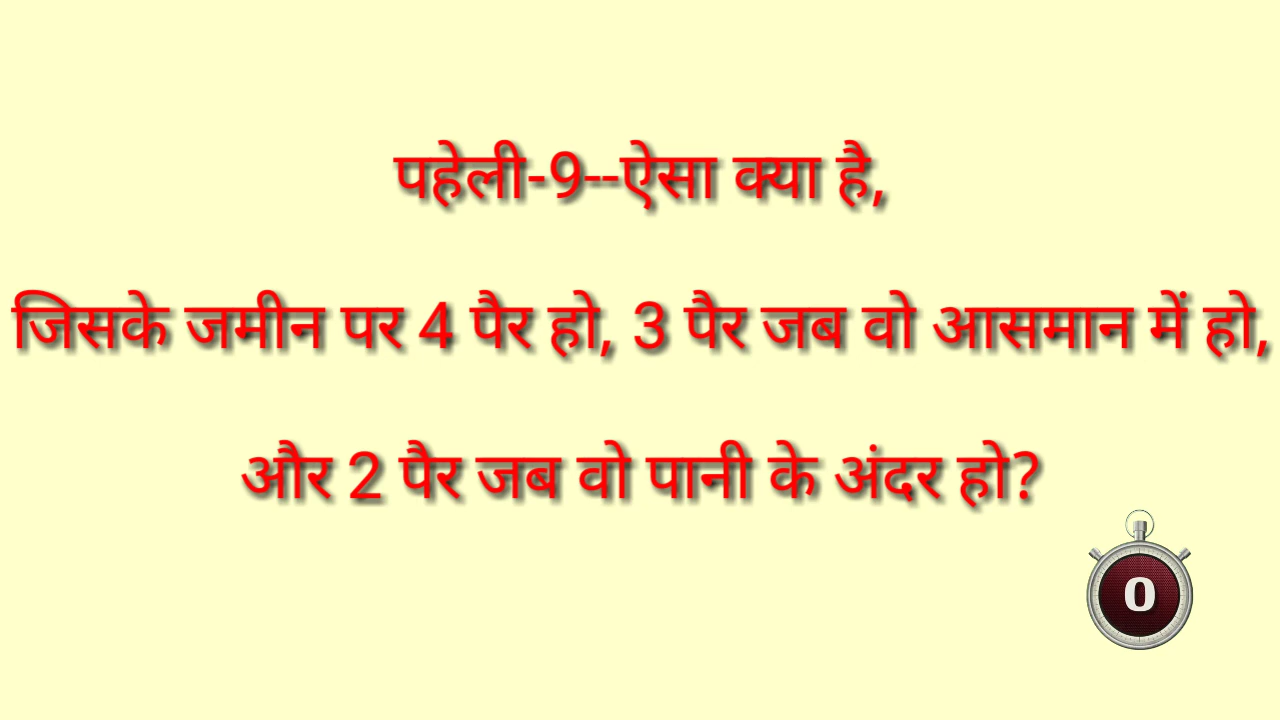 पहेली-9--ऐसा क्या है,
जिसके जमीन पर 4 पैर हो, 3 पैर जब वो आसमान में हो,
और 2 पैर जब वो पानी के अंदर हो?
0